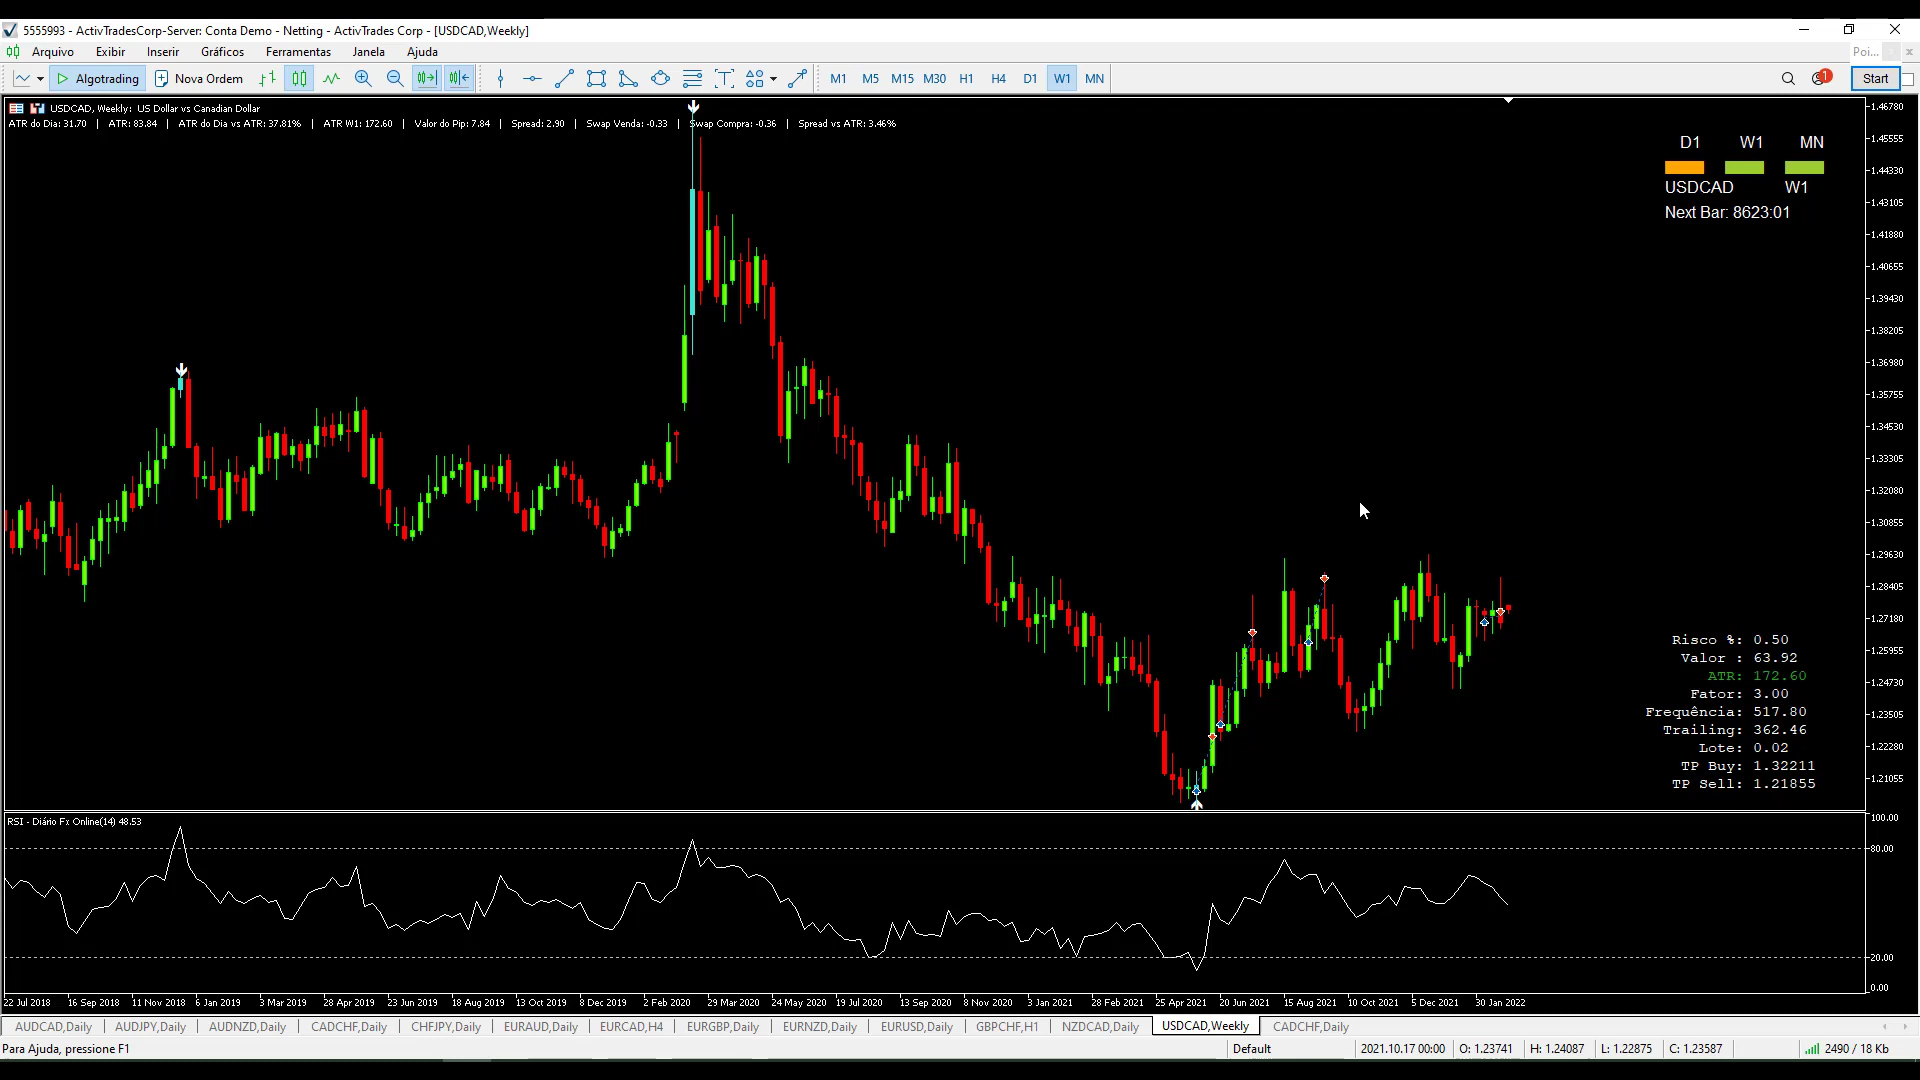 5555993 - ActivTradesCorp-Server: Conta Demo - Netting - ActivTrades Corp - [USDCAD,Weekly]
Arquivo Exibir Inserir Gráficos Ferramentas Janela Ajuda Poi...
Algotrading Nova Ordem M1 M5 M15 M30 H1 H4 D1 W1 MN 1 Start
USDCAD, Weekly: US Dollar vs Canadian Dollar
ATR do Dia: 31.70 | ATR: 83.84 | ATR do Dia vs ATR: 37.81% | ATR W1: 172.60 | Valor do Pip: 7.84 | Spread: 2.90 | Swap Venda: -0.33 | Swap Compra: -0.36 | Spread vs ATR: 3.46%
D1 W1 MN
USDCAD W1
Next Bar: 8623:01
1.46780
1.45555
1.44330
1.43105
1.41880
1.40655
1.39430
1.38205
1.36980
1.35755
1.34530
1.33305
1.32080
1.30855
1.29630
1.28405
1.27180
1.25955
1.24730
1.23505
1.22280
1.21055
Risco %: 0.50
Valor : 63.92
ATR: 172.60
Fator: 3.00
Frequência: 517.80
Trailing: 362.46
Lote: 0.02
TP Buy: 1.32211
TP Sell: 1.21855
RSI - Diário Fx Online(14) 48.53
100.00
80.00
20.00
0.00
22 Jul 2018 16 Sep 2018 11 Nov 2018 6 Jan 2019 3 Mar 2019 28 Apr 2019 23 Jun 2019 18 Aug 2019 13 Oct 2019 8 Dec 2019 2 Feb 2020 29 Mar 2020 24 May 2020 19 Jul 2020 13 Sep 2020 8 Nov 2020 3 Jan 2021 28 Feb 2021 25 Apr 2021 20 Jun 2021 15 Aug 2021 10 Oct 2021 5 Dec 2021 30 Jan 2022
AUDCAD,Daily AUDJPY,Daily AUDNZD,Daily CADCHF,Daily CHFJPY,Daily EURAUD,Daily EURCAD,H4 EURGBP,Daily EURNZD,Daily EURUSD,Daily GBPCHF,H1 NZDCAD,Daily USDCAD,Weekly CADCHF,Daily
Para Ajuda, pressione F1 Default 2021.10.17 00:00 O: 1.23741 H: 1.24087 L: 1.22875 C: 1.23587 2490 / 18 Kb